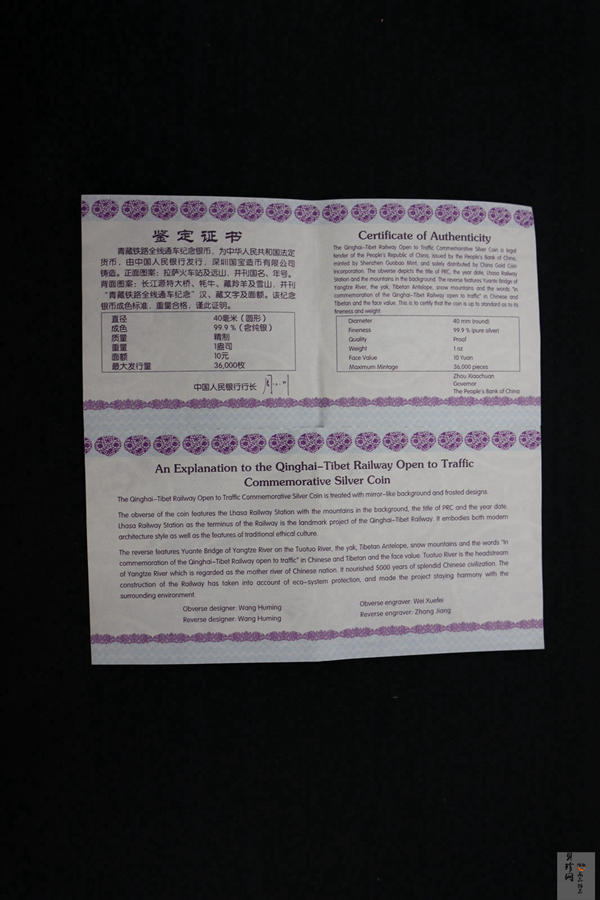 鉴定证书
青藏铁路全线通车纪念银币，为中华人民共和国法定
货币，由中国人民银行发行，深圳国宝造币有限公司
铸造。正面图案：拉萨火车站及远山，并刊国名、年号。
背面图案：长江源特大桥、牦牛、藏羚羊及雪山，并刊
“青藏铁路全线通车纪念”汉、藏文字及面额。该纪念
银币成色标准，重量合格，谨此证明。
直径 40毫米（圆形）
成色 99.9 %（含纯银）
质量 精制
重量 1盎司
面额 10元
最大发行量 36,000枚
中国人民银行行长
Certificate of Authenticity
The Qinghai-Tibet Railway Open to Traffic Commemorative Silver Coin is legal
tender of the People's Republic of China, issued by the People's Bank of China,
minted by Shenzhen Guobao Mint, and solely distributed by China Gold Coin
Incorporation. The obverse depicts the title of PRC, the year date, Lhasa Railway
Station and the mountains in the background. The reverse features Yuante Bridge of
Yangtze River, the yak, Tibetan Antelope, snow mountains and the words "In
commemoration of the Qinghai-Tibet Railway open to traffic" in Chinese and
Tibetan and the face value. This is to certify that the coin is up to standard as to its
fineness and weight.
Diameter 40 mm (round)
Fineness 99.9 % (pure silver)
Quality Proof
Weight 1 oz
Face Value 10 Yuan
Maximum Mintage 36,000 pieces
Zhou Xiaochuan
Governor
The People's Bank of China
An Explanation to the Qinghai-Tibet Railway Open to Traffic
Commemorative Silver Coin
The Qinghai-Tibet Railway Open to Traffic Commemorative Silver Coin is treated with mirror-like background and frosted designs.
The obverse of the coin features the Lhasa Railway Station with the mountains in the background, the title of PRC and the year date.
Lhasa Railway Station as the terminus of the Railway is the landmark project of the Qinghai-Tibet Railway. It embodies both modern
architecture style as well as the features of traditional ethical culture.
The reverse features Yuante Bridge of Yangtze River on the Tuotuo River, the yak, Tibetan Antelope, snow mountains and the words "In
commemoration of the Qinghai-Tibet Railway open to traffic" in Chinese and Tibetan and the face value. Tuotuo River is the headstream
of Yangtze River which is regarded as the mother river of Chinese nation. It nourished 5000 years of splendid Chinese civilization. The
construction of the Railway has taken into account of eco-system protection, and made the project staying harmony with the
surrounding environment.
Obverse designer: Wang Huming
Reverse designer: Wang Huming
Obverse engraver: Wei Xuefei
Reverse engraver: Zhang Jiang